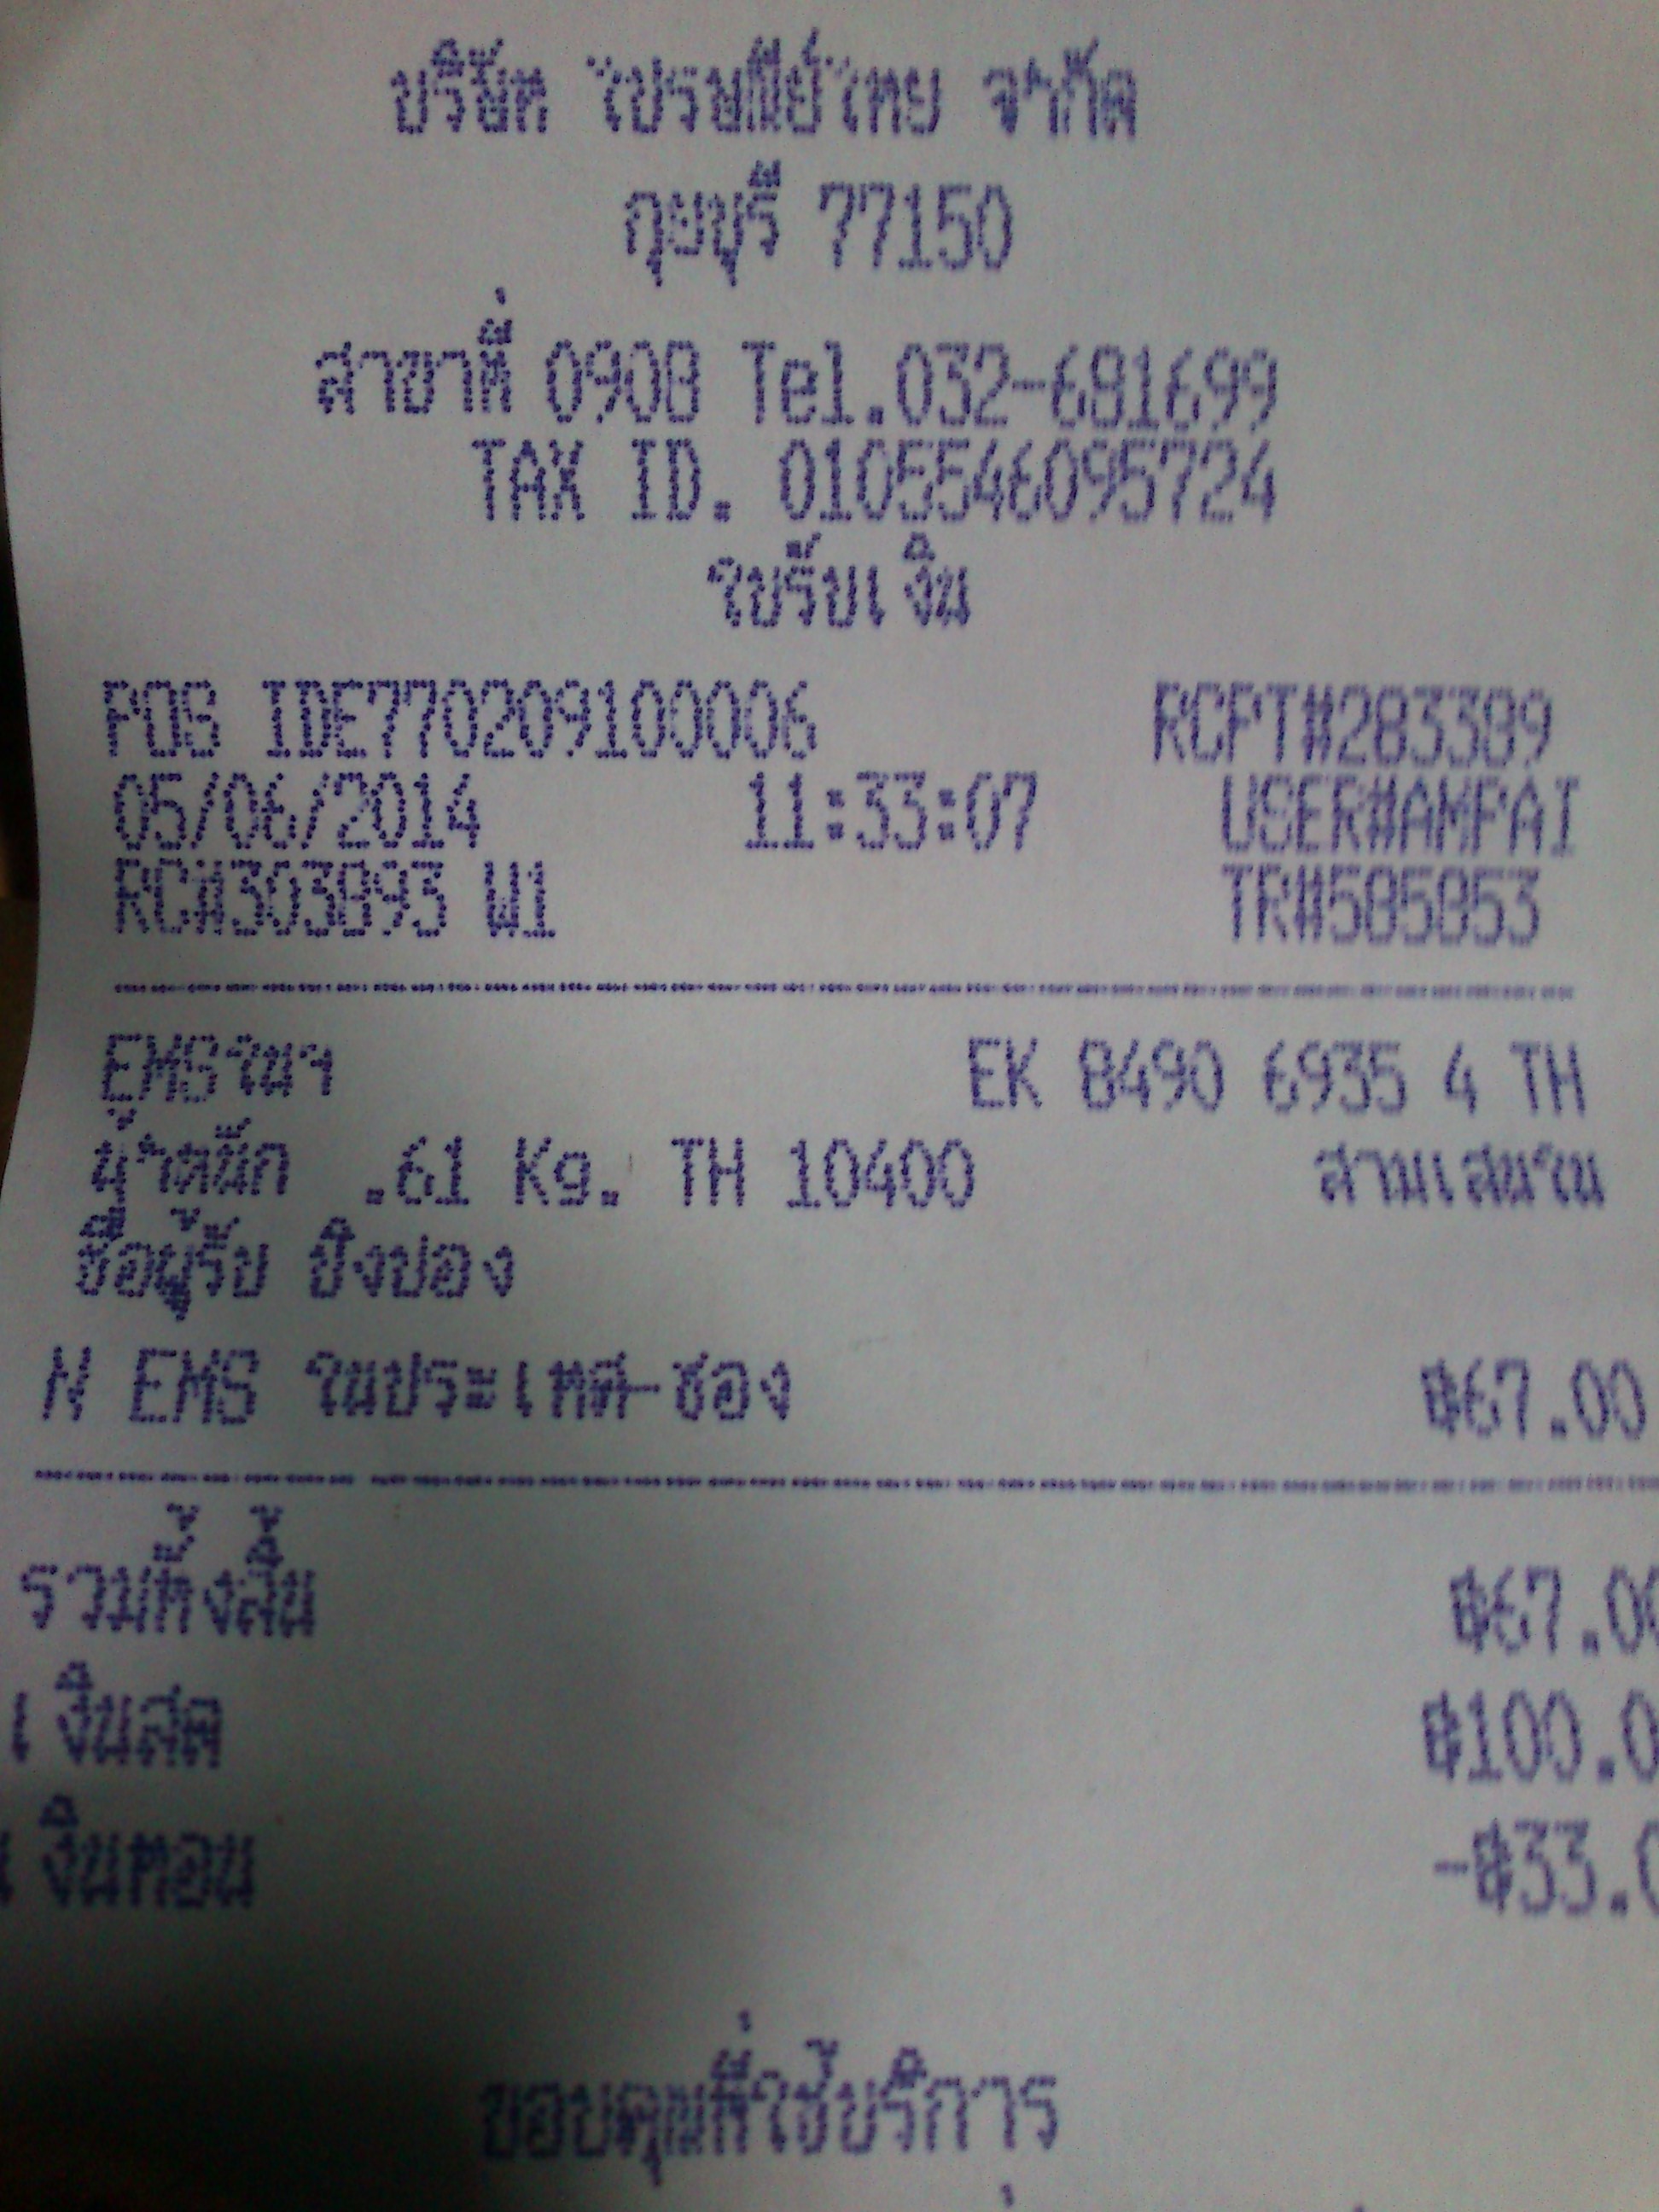 บริษัท ไปรษณีย์ไทย จำกัด
กุยบุรี 77150
สาขาที่ 0908 Tel.032-681699
TAX ID. 0105546095724
ใบรับเงิน
POS IDE770209100006 RCPT#283389
05/06/2014 11:33:07 USER#AMPAI
RC#303893 W1 TR#585853
EMSในฯ EK 8490 6935 4 TH
น้ำหนัก .61 Kg. TH 10400 สามเสนใน
ชื่อผู้รับ ปิงปอง
N EMS ในประเทศ-ซอง ฿67.00
รวมทั้งสิ้น ฿67.00
เงินสด ฿100.0
เงินทอน -฿33.0
ขอบคุณที่ใช้บริการ